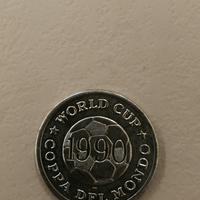 ★ WORLD CUP ★
1990
COPPA DEL MONDO